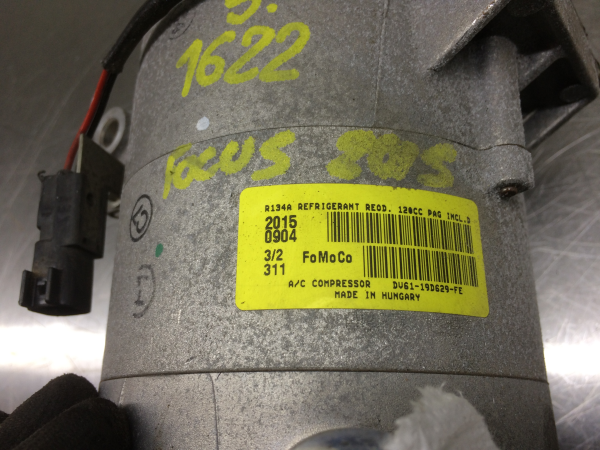 1622
FOCUS 2015
R134A REFRIGERANT REQD. 120CC PAG INCL.D
2015
0904
3/2 FoMoCo
311
A/C COMPRESSOR DV61-19D629-FE
MADE IN HUNGARY